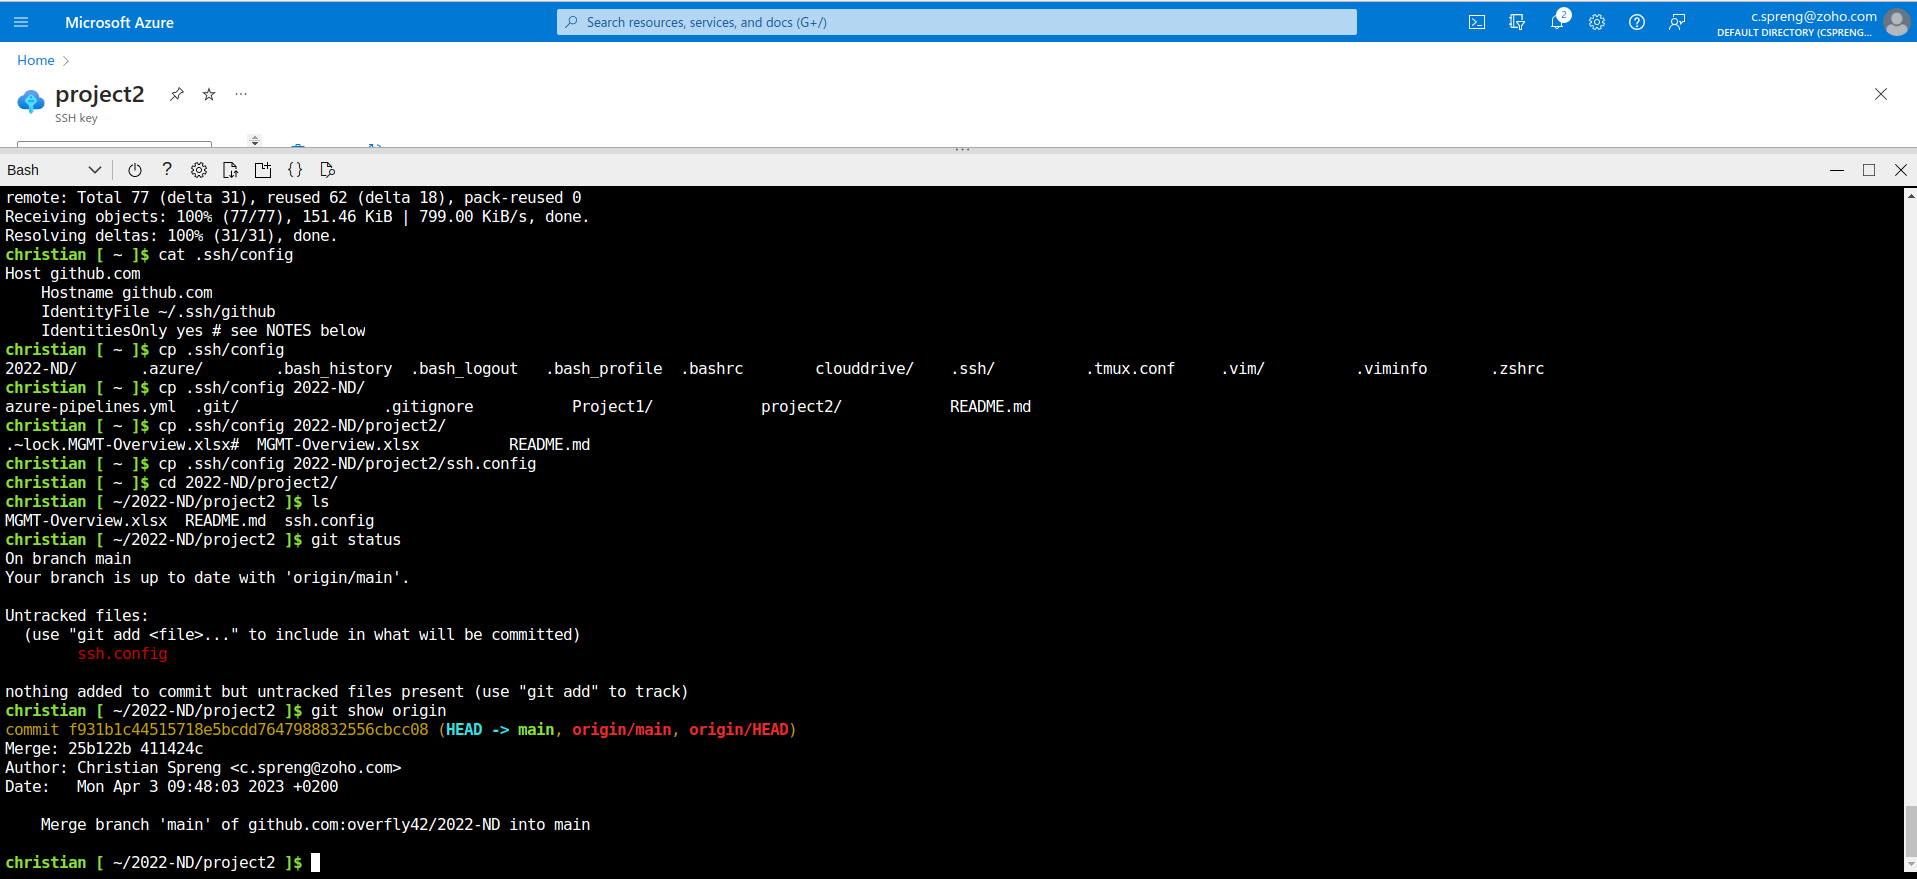 Microsoft Azure
Search resources, services, and docs (G+/)
2
c.spreng@zoho.com
DEFAULT DIRECTORY (CSPRENG...
Home >
project2
SSH key
Bash
remote: Total 77 (delta 31), reused 62 (delta 18), pack-reused 0
Receiving objects: 100% (77/77), 151.46 KiB | 799.00 KiB/s, done.
Resolving deltas: 100% (31/31), done.
christian [ ~ ]$ cat .ssh/config
Host github.com
    Hostname github.com
    IdentityFile ~/.ssh/github
    IdentitiesOnly yes # see NOTES below
christian [ ~ ]$ cp .ssh/config
2022-ND/       .azure/        .bash_history  .bash_logout   .bash_profile  .bashrc        clouddrive/    .ssh/          .tmux.conf     .vim/          .viminfo       .zshrc
christian [ ~ ]$ cp .ssh/config 2022-ND/
azure-pipelines.yml  .git/                .gitignore           Project1/            project2/            README.md
christian [ ~ ]$ cp .ssh/config 2022-ND/project2/
.~lock.MGMT-Overview.xlsx#  MGMT-Overview.xlsx          README.md
christian [ ~ ]$ cp .ssh/config 2022-ND/project2/ssh.config
christian [ ~ ]$ cd 2022-ND/project2/
christian [ ~/2022-ND/project2 ]$ ls
MGMT-Overview.xlsx  README.md  ssh.config
christian [ ~/2022-ND/project2 ]$ git status
On branch main
Your branch is up to date with 'origin/main'.
Untracked files:
  (use "git add <file>..." to include in what will be committed)
        ssh.config
nothing added to commit but untracked files present (use "git add" to track)
christian [ ~/2022-ND/project2 ]$ git show origin
commit f931b1c44515718e5bcdd7647988832556cbcc08 (HEAD -> main, origin/main, origin/HEAD)
Merge: 25b122b 411424c
Author: Christian Spreng <c.spreng@zoho.com>
Date:   Mon Apr 3 09:48:03 2023 +0200
    Merge branch 'main' of github.com:overfly42/2022-ND into main
christian [ ~/2022-ND/project2 ]$